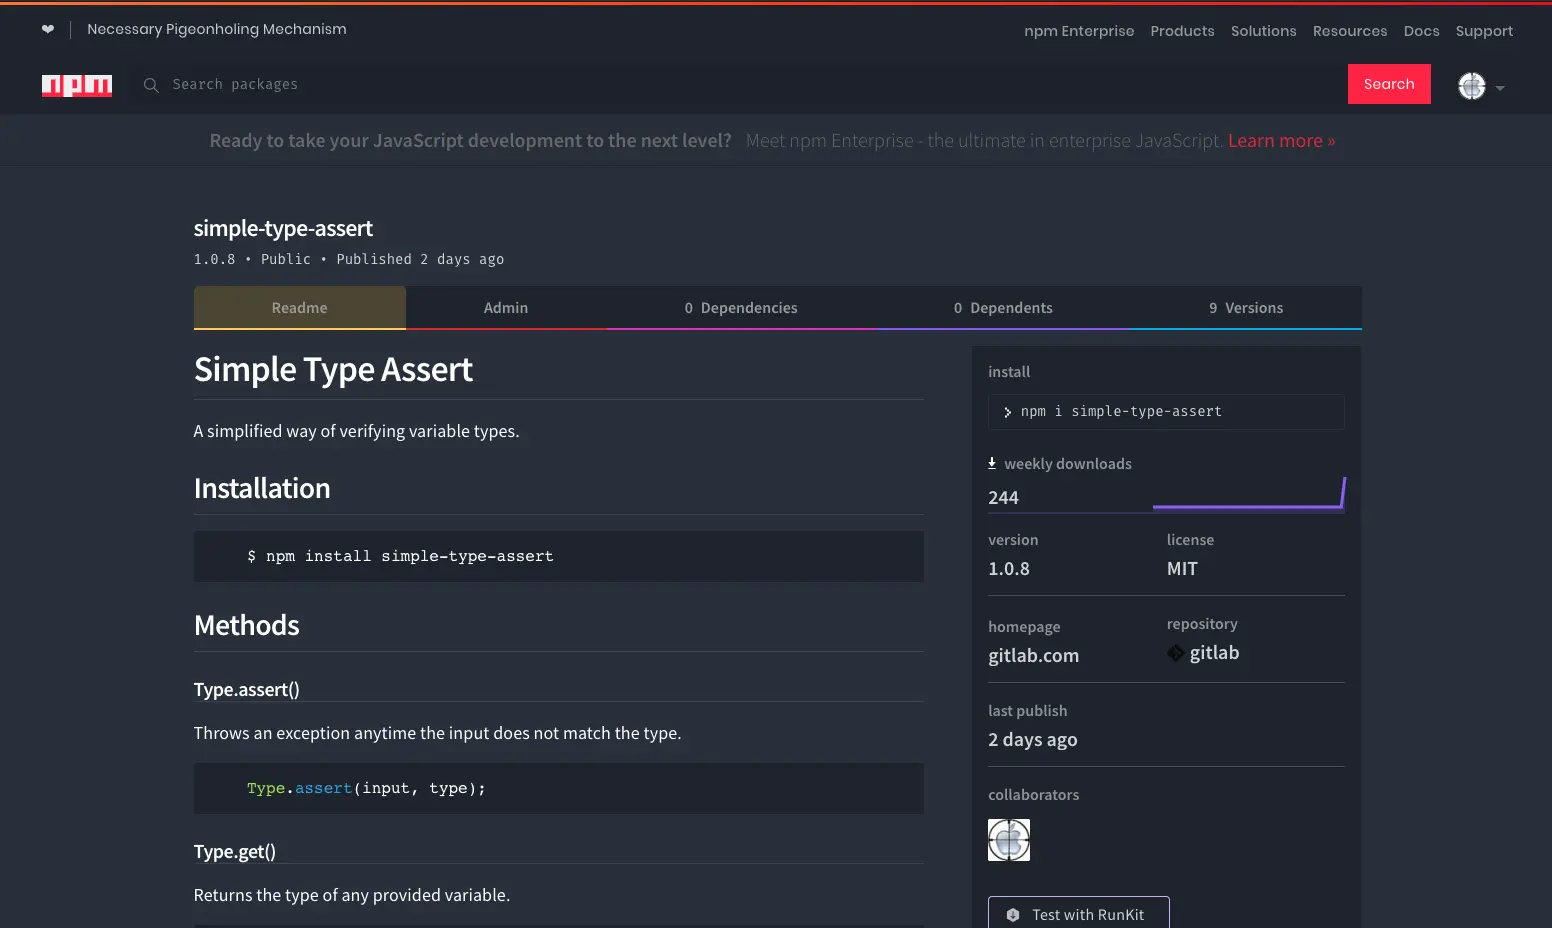 ❤ Necessary Pigeonholing Mechanism
npm Enterprise Products Solutions Resources Docs Support
npm Search packages Search
Ready to take your JavaScript development to the next level? Meet npm Enterprise - the ultimate in enterprise JavaScript. Learn more »
simple-type-assert
1.0.8 • Public • Published 2 days ago
Readme Admin 0 Dependencies 0 Dependents 9 Versions
Simple Type Assert
A simplified way of verifying variable types.
Installation
$ npm install simple-type-assert
Methods
Type.assert()
Throws an exception anytime the input does not match the type.
Type.assert(input, type);
Type.get()
Returns the type of any provided variable.
install
npm i simple-type-assert
weekly downloads
244
version license
1.0.8 MIT
homepage repository
gitlab.com gitlab
last publish
2 days ago
collaborators
Test with RunKit